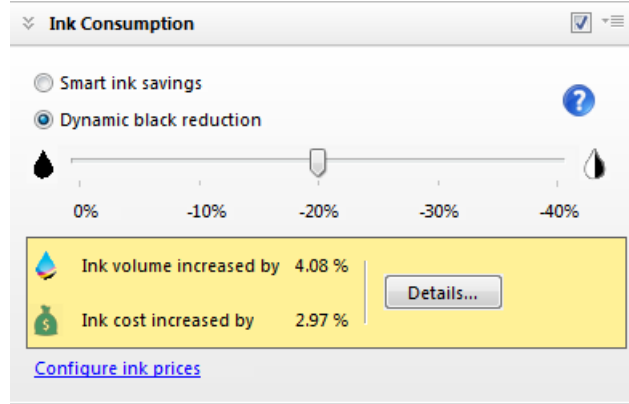 Ink Consumption
Smart ink savings
Dynamic black reduction
0% -10% -20% -30% -40%
Ink volume increased by 4.08 %
Details...
Ink cost increased by 2.97 %
Configure ink prices